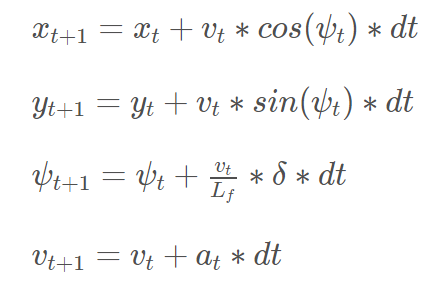 x_{t+1} = x_t + v_t * cos(ψ_t) * dt
y_{t+1} = y_t + v_t * sin(ψ_t) * dt
ψ_{t+1} = ψ_t + \frac{v_t}{L_f} * δ * dt
v_{t+1} = v_t + a_t * dt